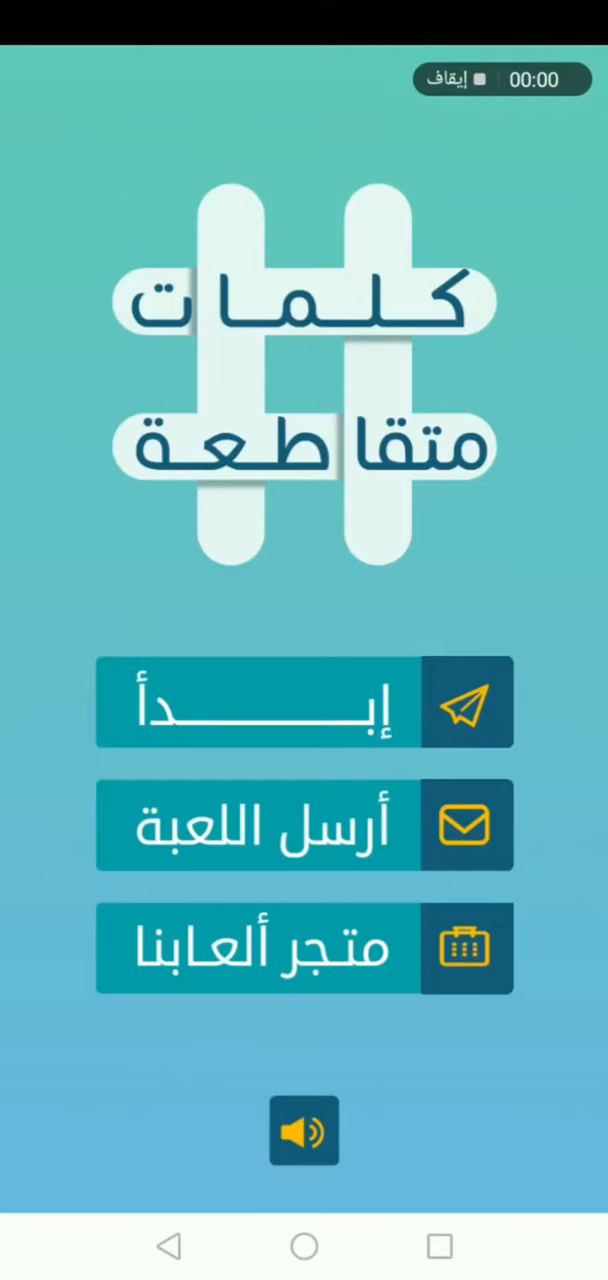 00:00 إيقاف
كلمات
متقاطعة
إبدأ
أرسل اللعبة
متجر ألعابنا